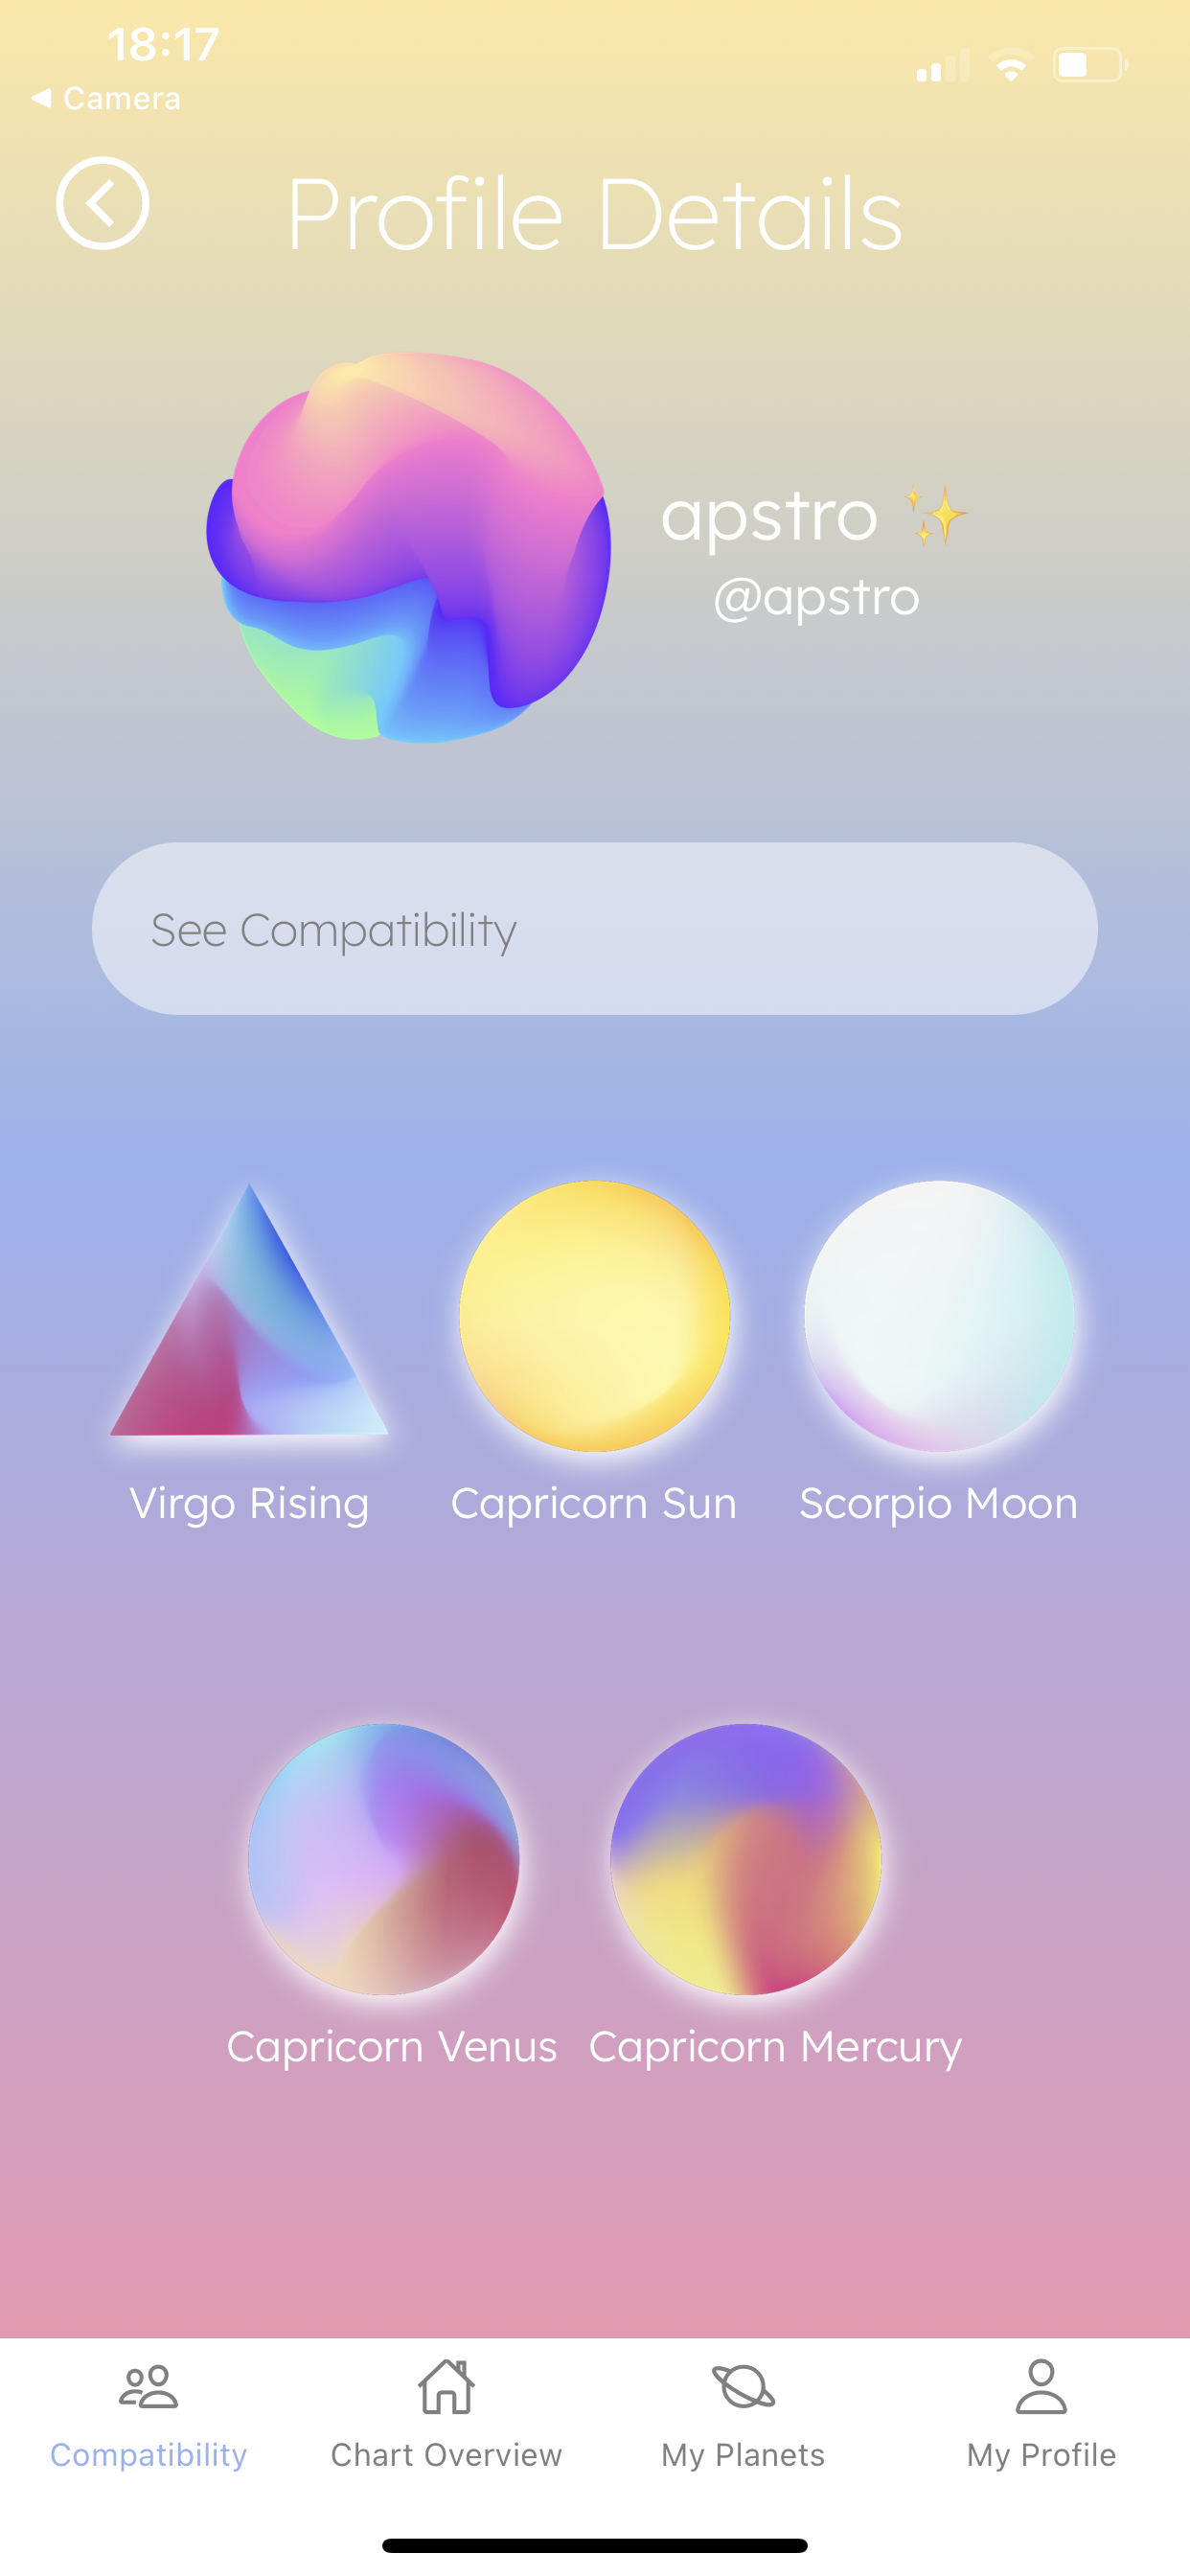 18:17
◀ Camera
Profile Details
apstro ✨
@apstro
See Compatibility
Virgo Rising
Capricorn Sun
Scorpio Moon
Capricorn Venus
Capricorn Mercury
Compatibility
Chart Overview
My Planets
My Profile